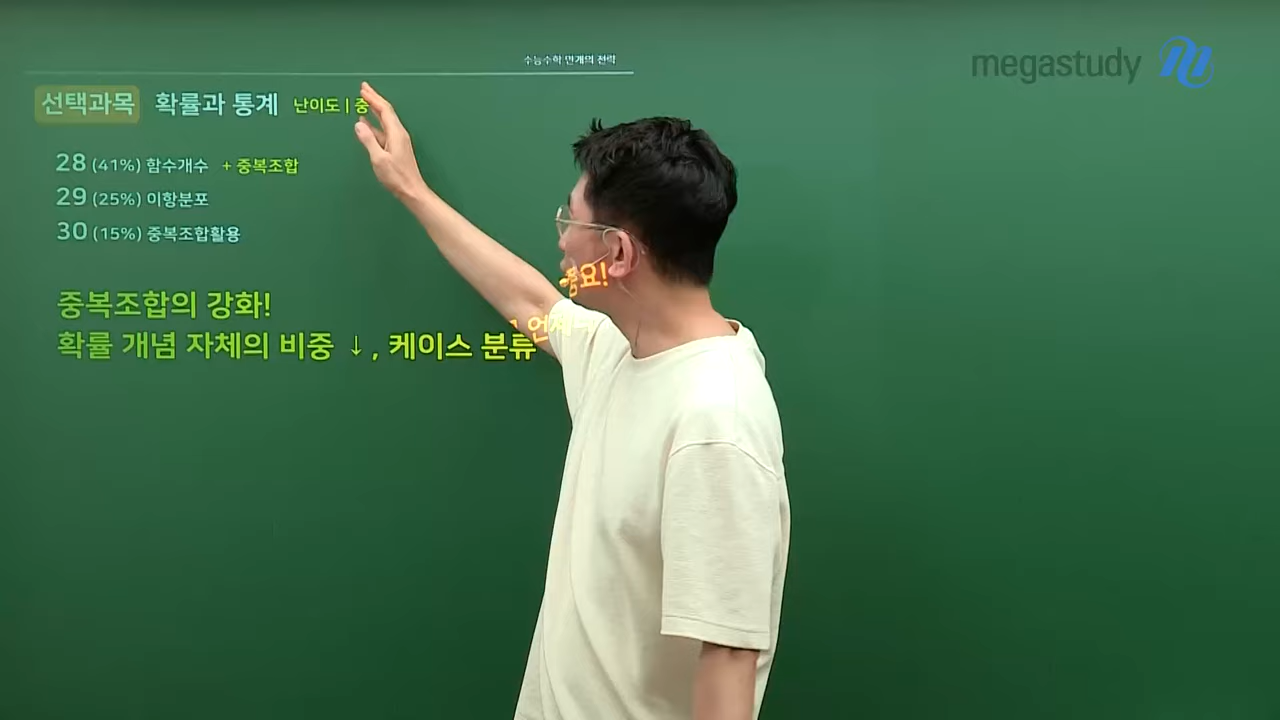 수능수학 만개의 전략
megastudy
선택과목 확률과 통계 난이도 | 중
28 (41%) 함수개수 + 중복조합
29 (25%) 이항분포
30 (15%) 중복조합활용
중요!
중복조합의 강화!
확률 개념 자체의 비중 ↓, 케이스 분류